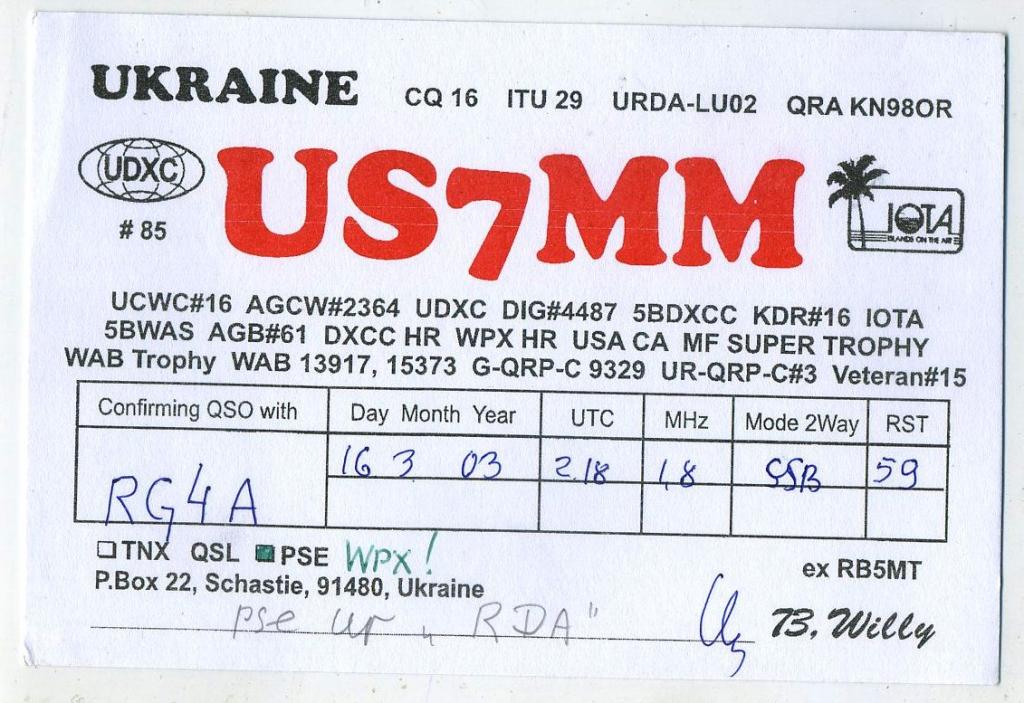 UKRAINE CQ 16 ITU 29 URDA-LU02 QRA KN98OR
UDXC
# 85
US7MM
IOTA
ISLANDS ON THE AIR
UCWC#16 AGCW#2364 UDXC DIG#4487 5BDXCC KDR#16 IOTA
5BWAS AGB#61 DXCC HR WPX HR USA CA MF SUPER TROPHY
WAB Trophy WAB 13917, 15373 G-QRP-C 9329 UR-QRP-C#3 Veteran#15
Confirming QSO with Day Month Year UTC MHz Mode 2Way RST
RG4A 16 3 03 2.18 1,8 SSB 59
TNX QSL PSE WPX!
ex RB5MT
P.Box 22, Schastie, 91480, Ukraine
pse ur „RDA"
73, Willy